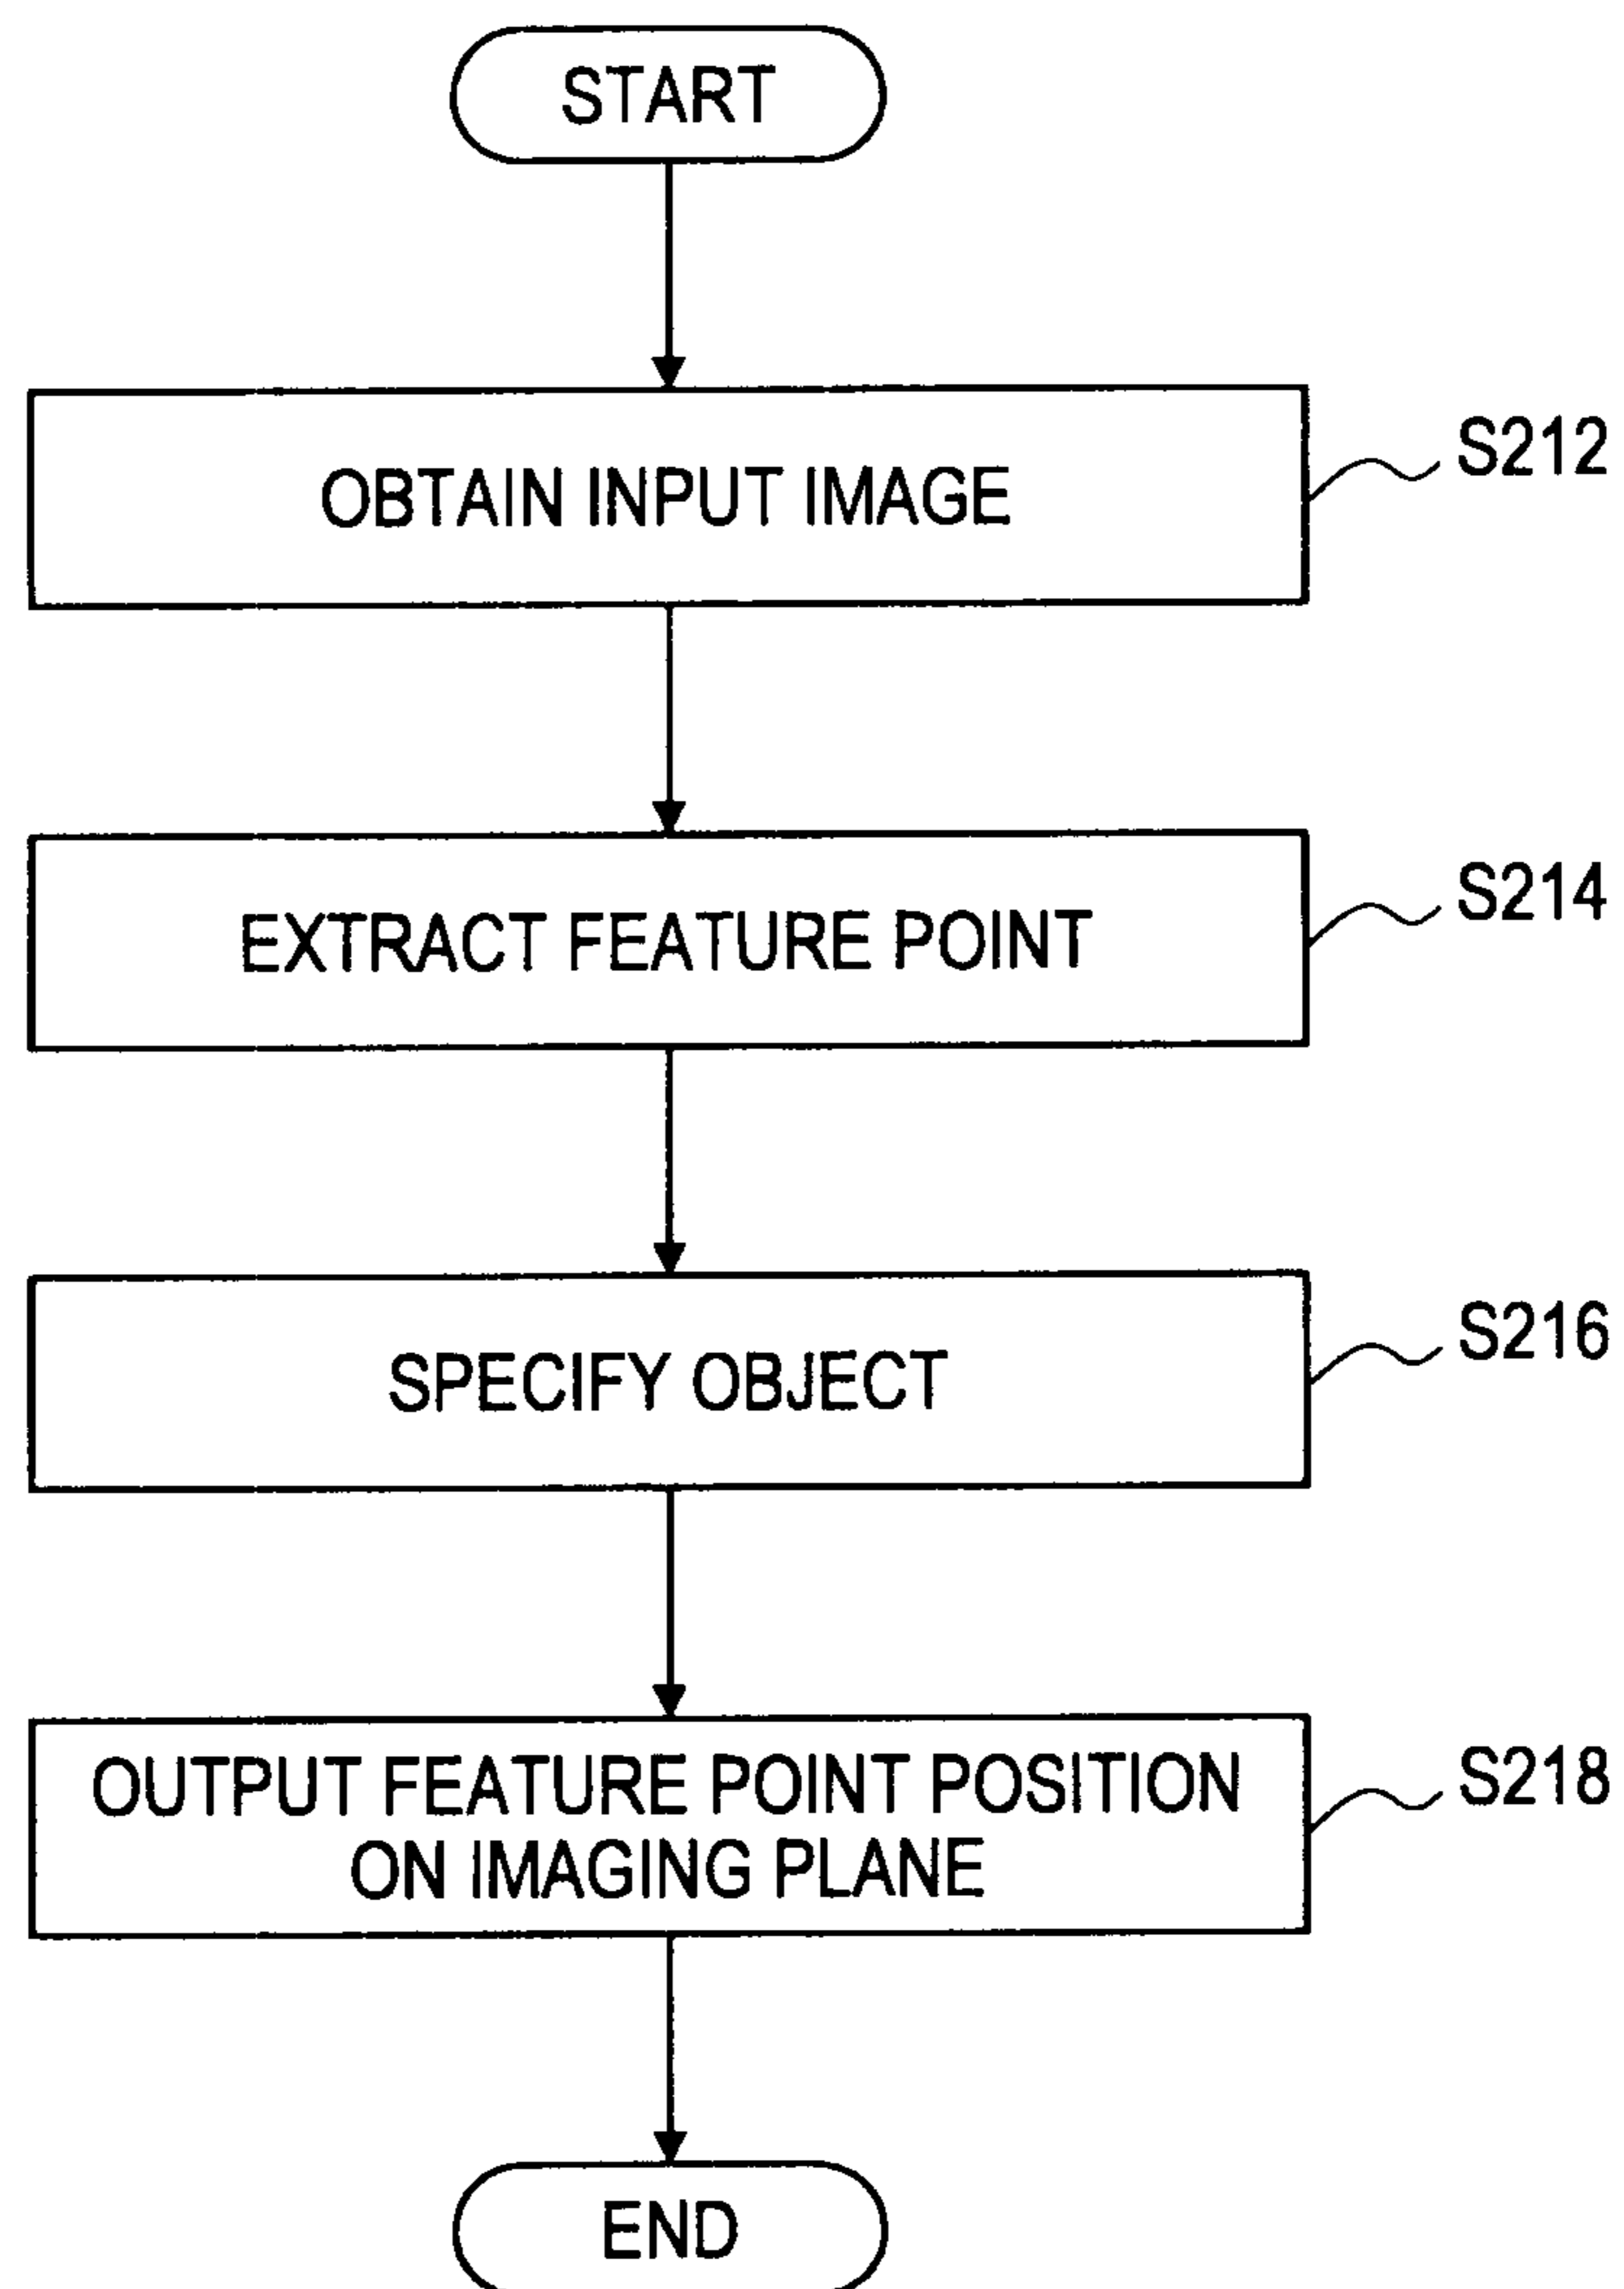 START
OBTAIN INPUT IMAGE
S212
EXTRACT FEATURE POINT
S214
SPECIFY OBJECT
S216
OUTPUT FEATURE POINT POSITION
ON IMAGING PLANE
S218
END